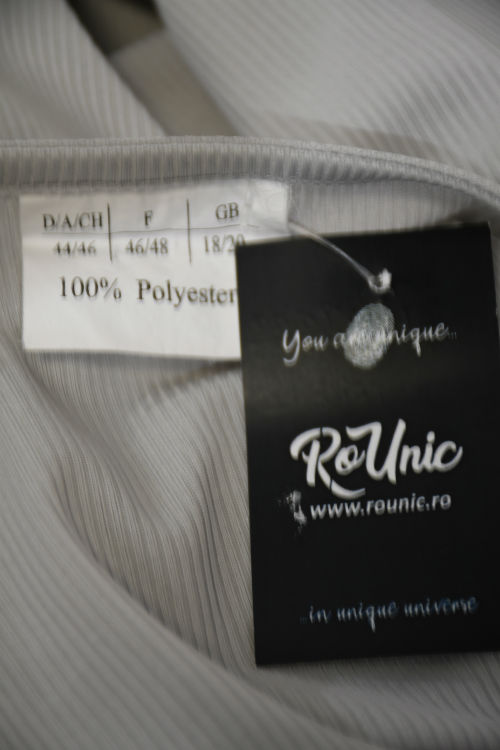 D/A/CH F GB
44/46 46/48 18/20
100% Polyester
You are unique...
RoUnic
www.rounic.ro
...in unique universe